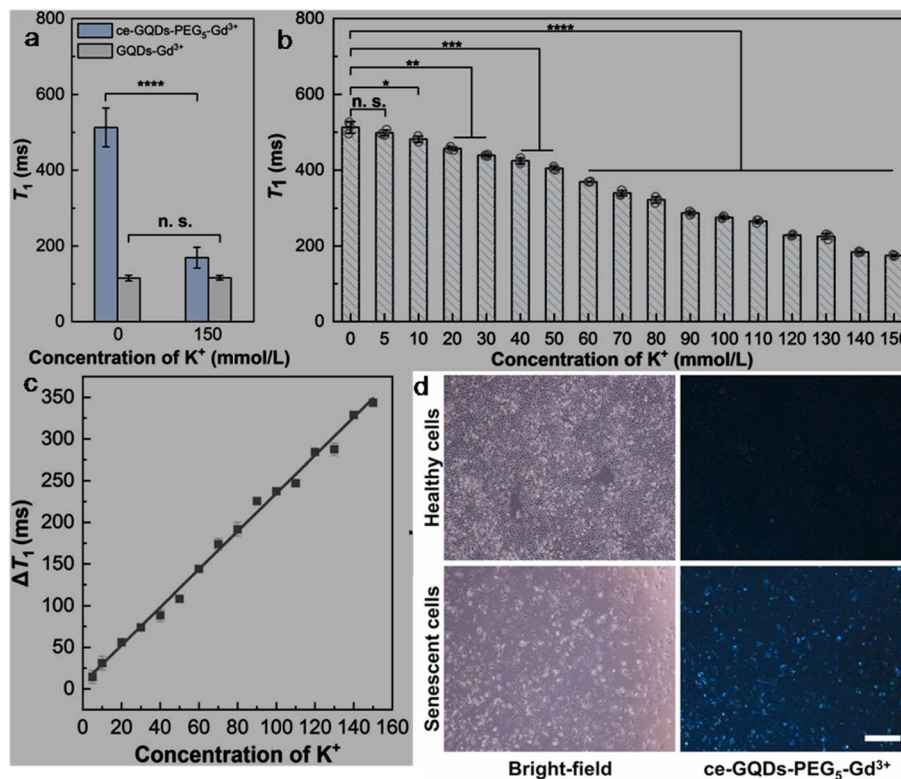 a
ce-GQDs-PEG₅-Gd³⁺
GQDs-Gd³⁺
800
600
400
200
0
T₁ (ms)
****
n. s.
0 150
Concentration of K⁺ (mmol/L)
b
800
600
400
200
0
T1 (ms)
n. s.
*
**
***
****
0 5 10 20 30 40 50 60 70 80 90 100 110 120 130 140 150
Concentration of K⁺ (mmol/L)
c
350
300
250
200
150
100
50
0
ΔT₁ (ms)
0 20 40 60 80 100 120 140 160
Concentration of K⁺
d
Healthy cells
Senescent cells
Bright-field
ce-GQDs-PEG₅-Gd³⁺